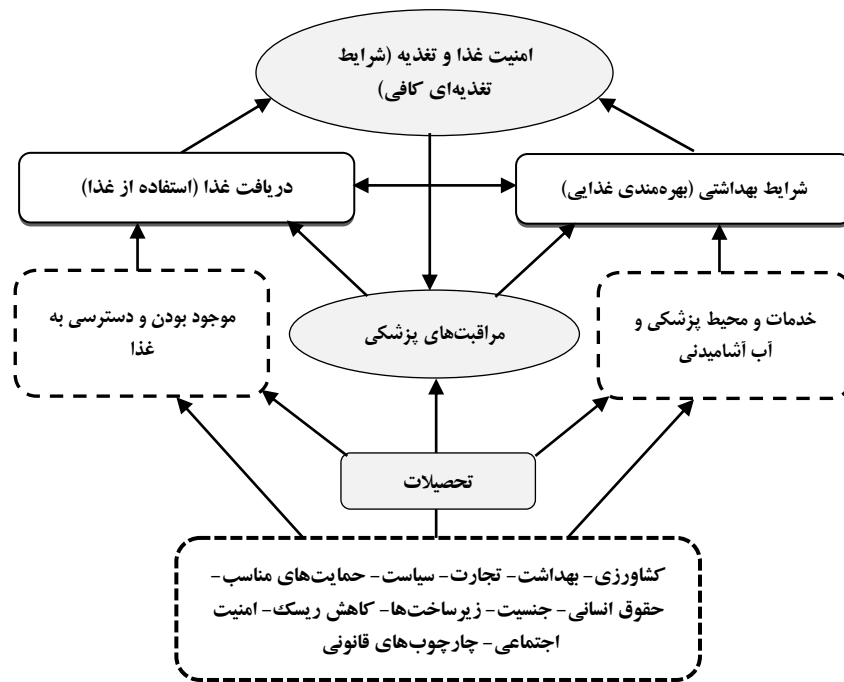 امنیت غذا و تغذیه (شرایط
تغذیه‌ای کافی)
شرایط بهداشتی (بهره‌مندی غذایی)
دریافت غذا (استفاده از غذا)
خدمات و محیط پزشکی و
آب آشامیدنی
مراقبت‌های پزشکی
موجود بودن و دسترسی به
غذا
تحصیلات
کشاورزی- بهداشت- تجارت- سیاست- حمایت‌های مناسب-
حقوق انسانی- جنسیت- زیرساخت‌ها- کاهش ریسک- امنیت
اجتماعی- چارچوب‌های قانونی